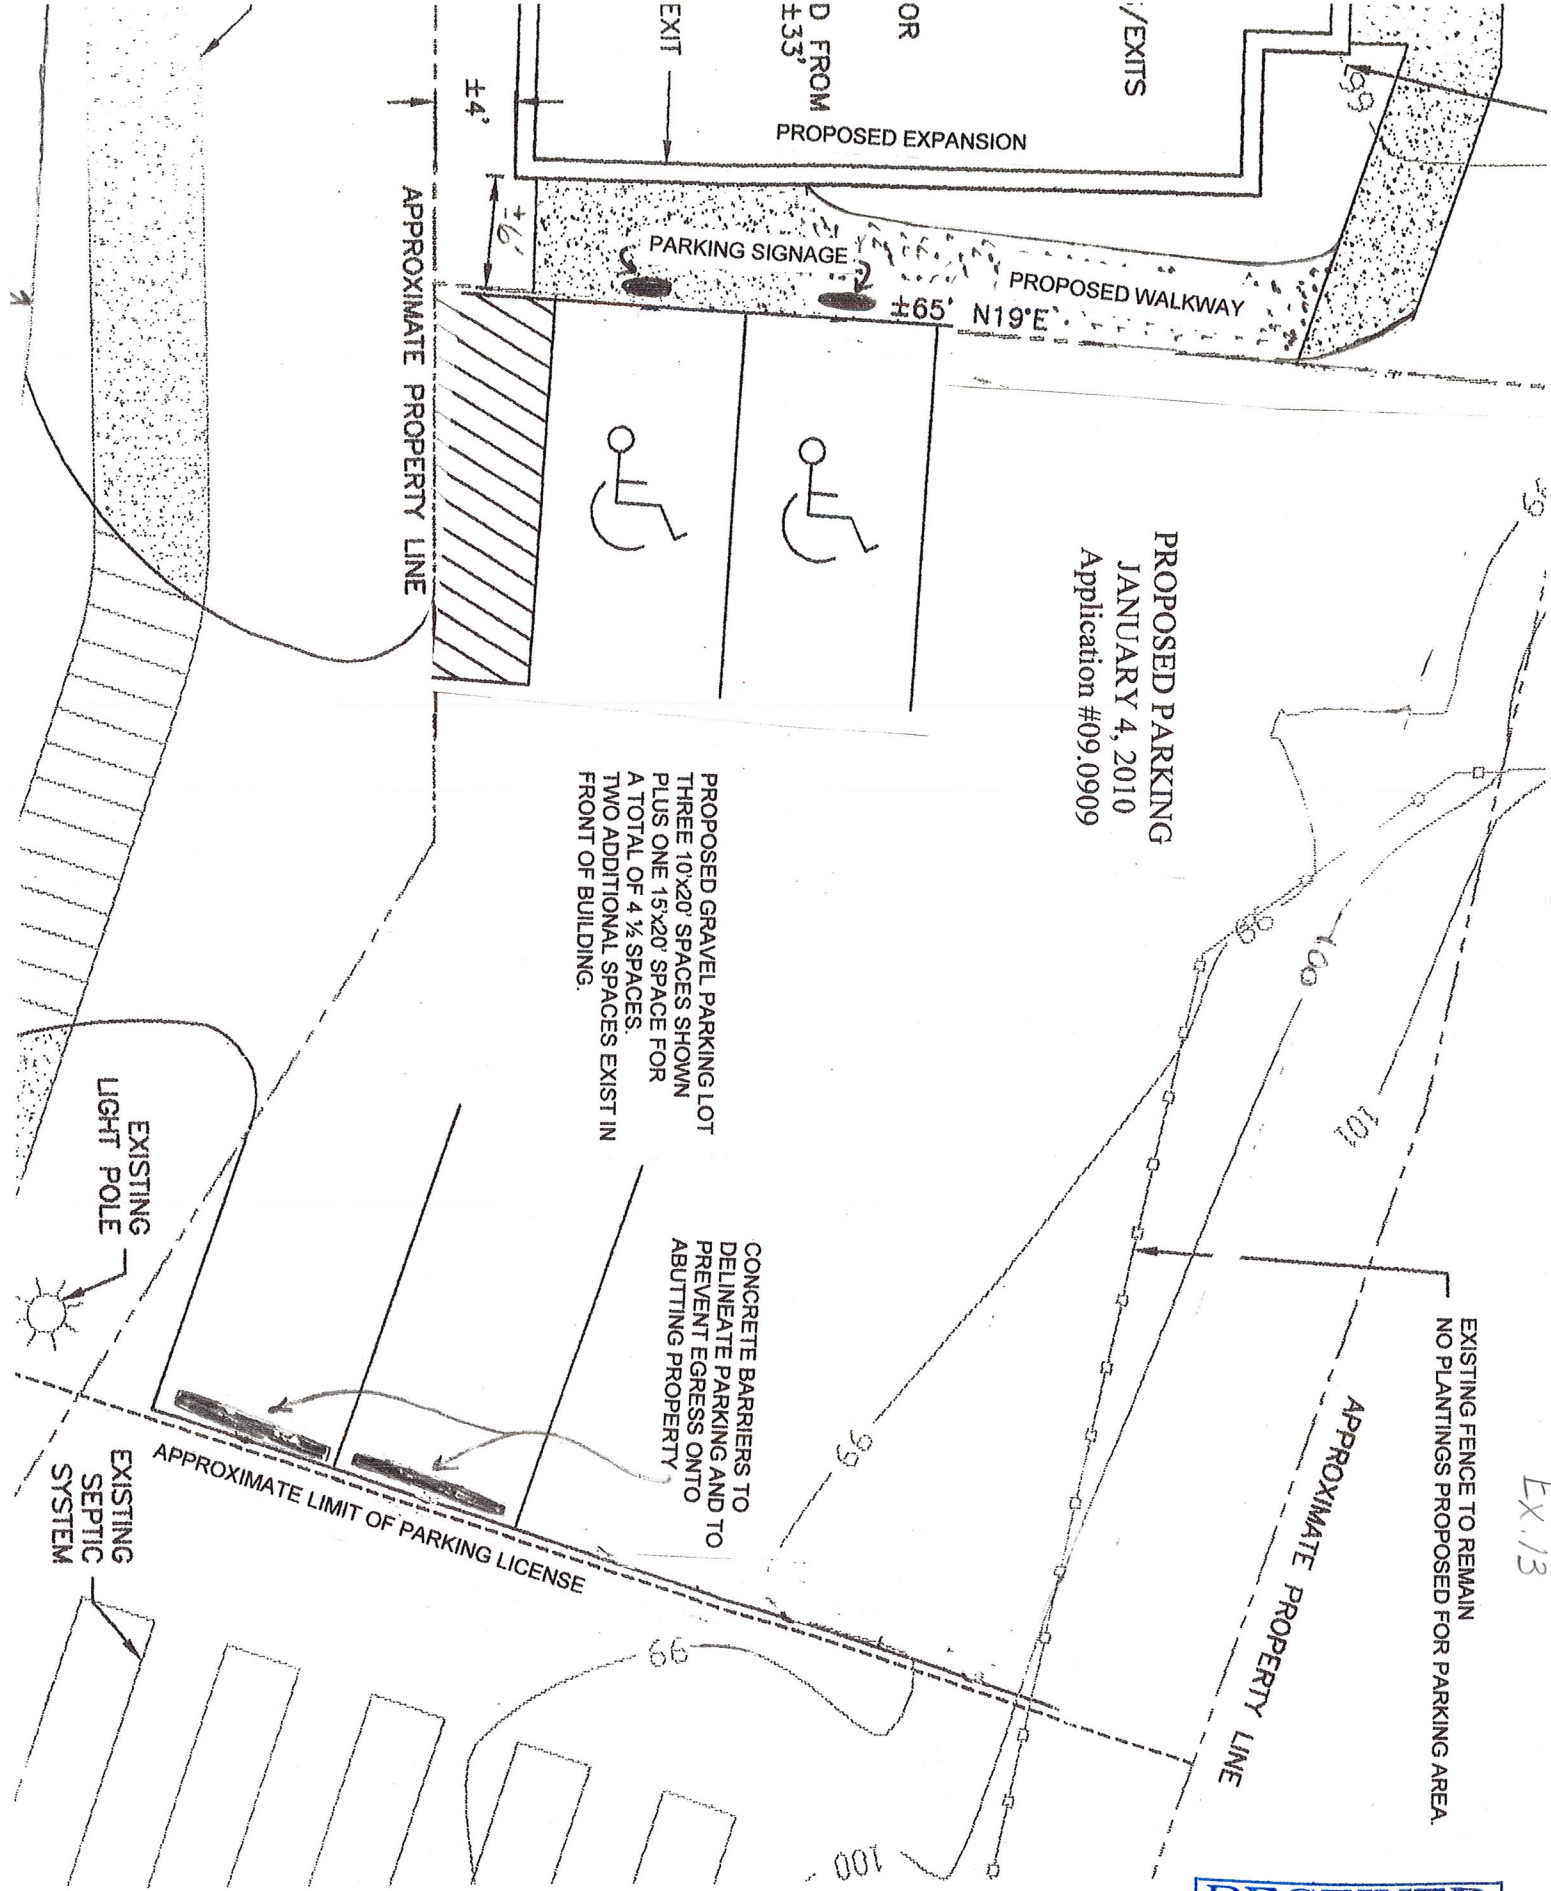 Ex.13
RECEIVED
EXISTING FENCE TO REMAIN
NO PLANTINGS PROPOSED FOR PARKING AREA.
APPROXIMATE PROPERTY LINE
PROPOSED PARKING
JANUARY 4, 2010
Application #09.0909
/EXITS
OR
D FROM
±33'
EXIT
PROPOSED EXPANSION
±4'
±6'
PARKING SIGNAGE
PROPOSED WALKWAY
±65' N19°E
APPROXIMATE PROPERTY LINE
99
99
99
100
101
99
99
100
PROPOSED GRAVEL PARKING LOT
THREE 10'x20' SPACES SHOWN
PLUS ONE 15'x20' SPACE FOR
A TOTAL OF 4 ½ SPACES.
TWO ADDITIONAL SPACES EXIST IN
FRONT OF BUILDING.
CONCRETE BARRIERS TO
DELINEATE PARKING AND TO
PREVENT EGRESS ONTO
ABUTTING PROPERTY
APPROXIMATE LIMIT OF PARKING LICENSE
EXISTING
LIGHT POLE
EXISTING
SEPTIC
SYSTEM